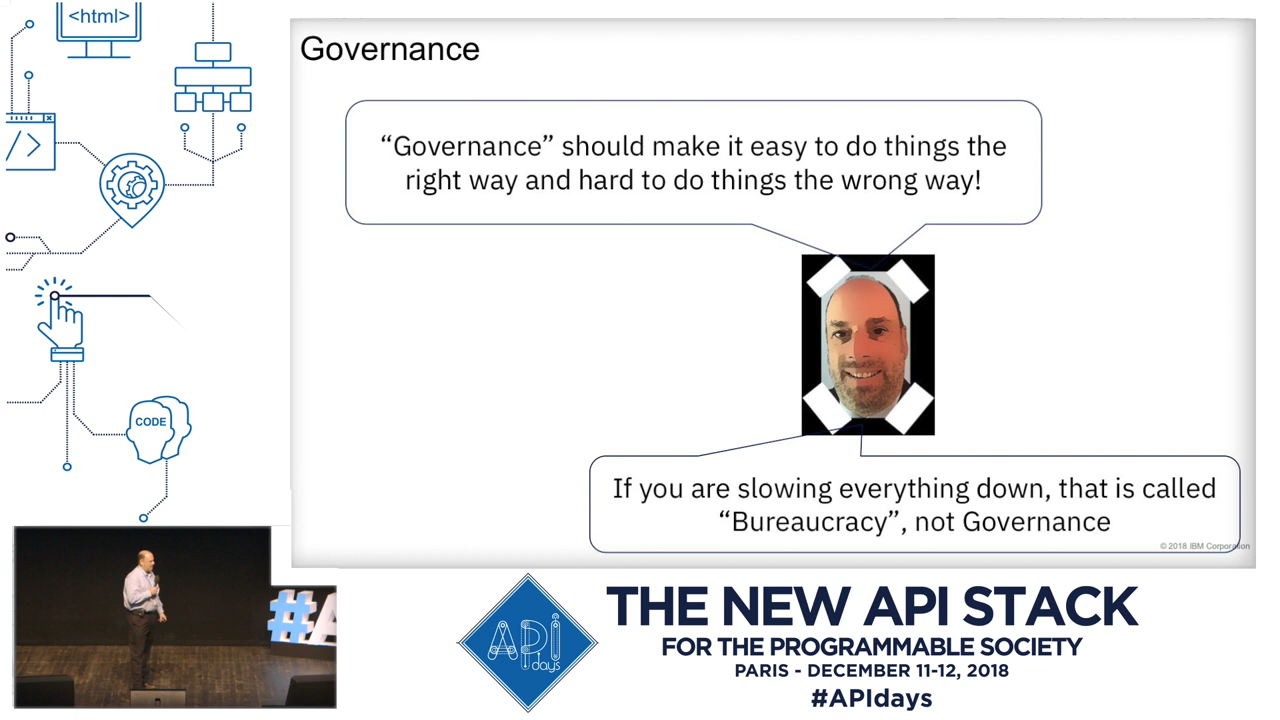 <html>
Governance
“Governance” should make it easy to do things the
right way and hard to do things the wrong way!
</>
CODE
If you are slowing everything down, that is called
“Bureaucracy”, not Governance
© 2018 IBM Corporation
#A
APi
days
THE NEW API STACK
FOR THE PROGRAMMABLE SOCIETY
PARIS - DECEMBER 11-12, 2018
#APIdays